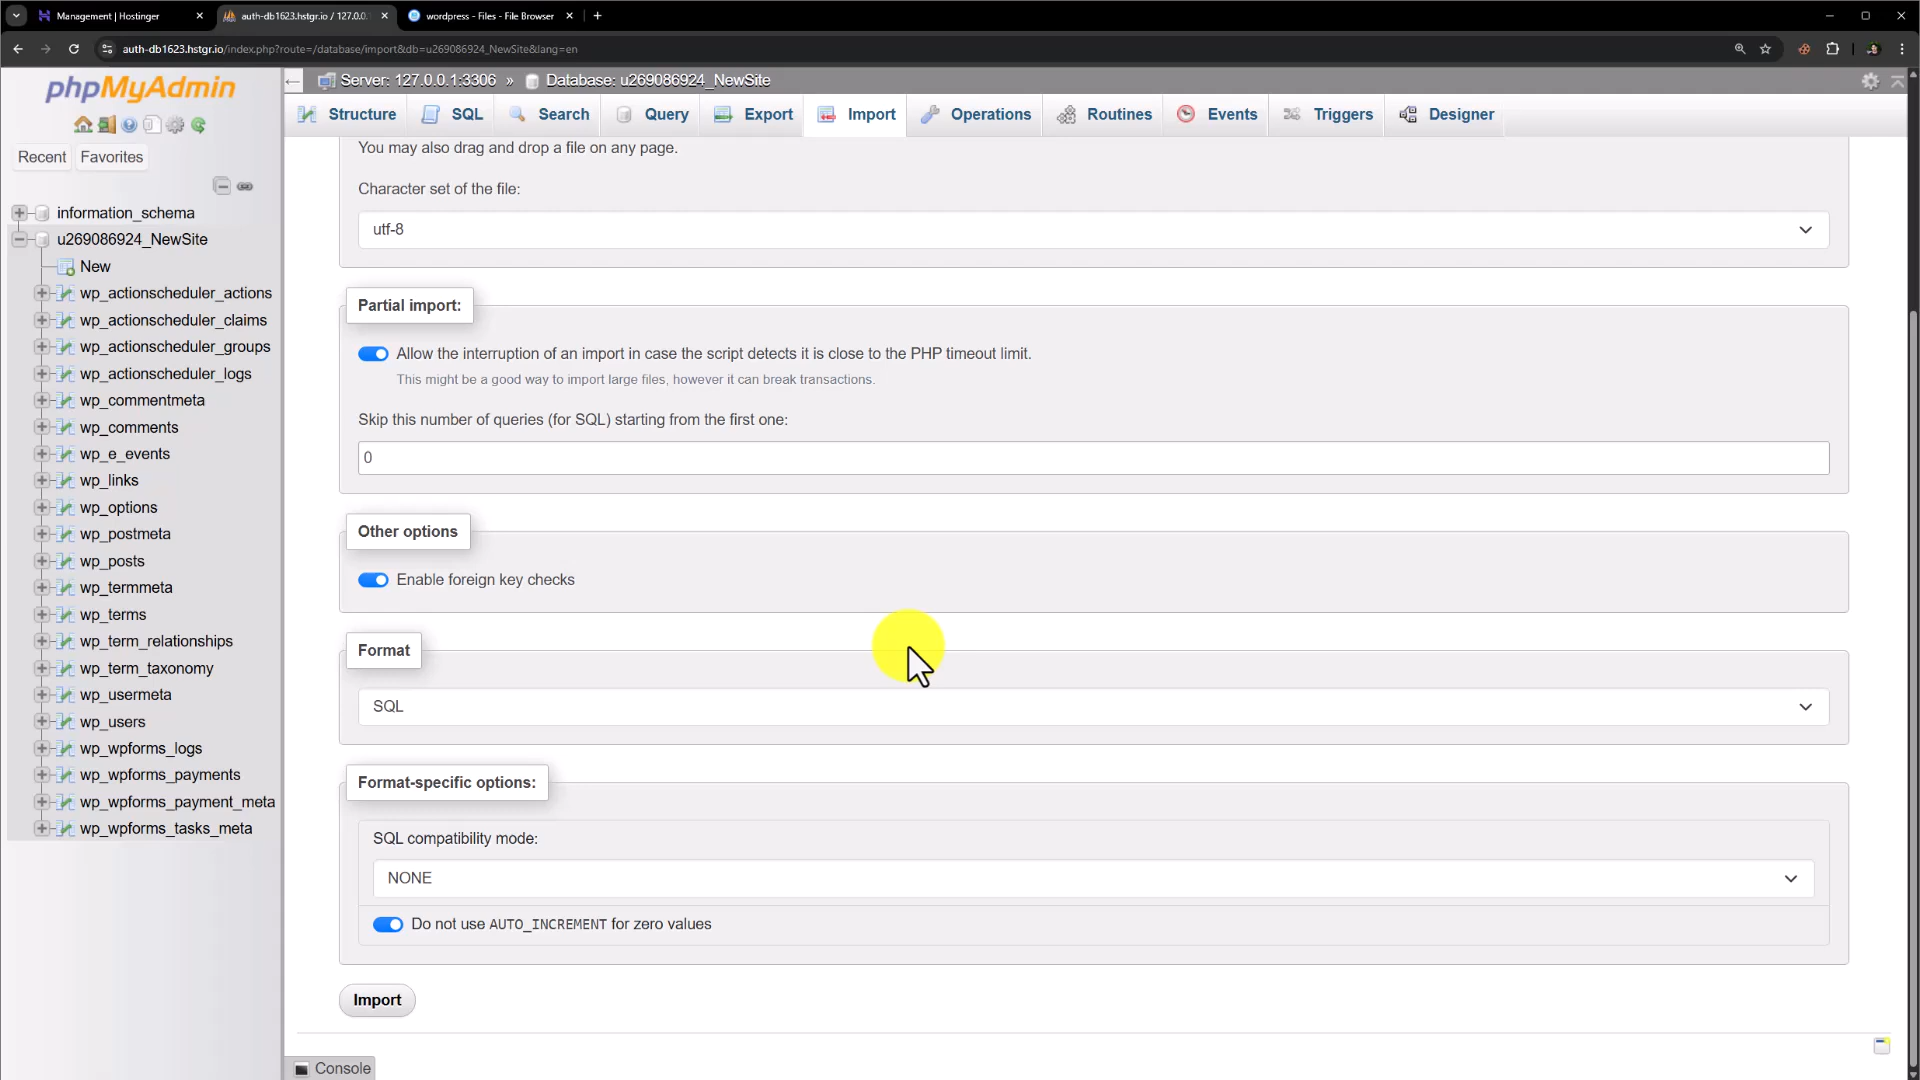 Management | Hostinger
auth-db1623.hstgr.io / 127.0.0.1
wordpress - Files - File Browser
auth-db1623.hstgr.io/index.php?route=/database/import&db=u269086924_NewSite&lang=en
phpMyAdmin
Recent
Favorites
information_schema
u269086924_NewSite
New
wp_actionscheduler_actions
wp_actionscheduler_claims
wp_actionscheduler_groups
wp_actionscheduler_logs
wp_commentmeta
wp_comments
wp_e_events
wp_links
wp_options
wp_postmeta
wp_posts
wp_termmeta
wp_terms
wp_term_relationships
wp_term_taxonomy
wp_usermeta
wp_users
wp_wpforms_logs
wp_wpforms_payments
wp_wpforms_payment_meta
wp_wpforms_tasks_meta
Server: 127.0.0.1:3306 » Database: u269086924_NewSite
Structure
SQL
Search
Query
Export
Import
Operations
Routines
Events
Triggers
Designer
You may also drag and drop a file on any page.
Character set of the file:
utf-8
Partial import:
Allow the interruption of an import in case the script detects it is close to the PHP timeout limit.
This might be a good way to import large files, however it can break transactions.
Skip this number of queries (for SQL) starting from the first one:
0
Other options
Enable foreign key checks
Format
SQL
Format-specific options:
SQL compatibility mode:
NONE
Do not use AUTO_INCREMENT for zero values
Import
Console